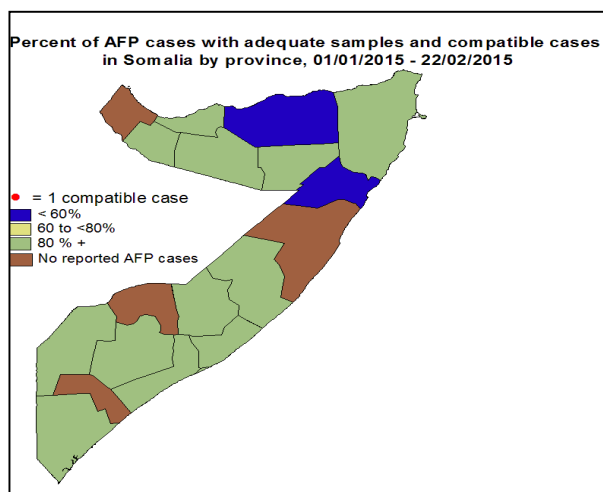 Percent of AFP cases with adequate samples and compatible cases
in Somalia by province, 01/01/2015 - 22/02/2015
= 1 compatible case
< 60%
60 to <80%
80 % +
No reported AFP cases